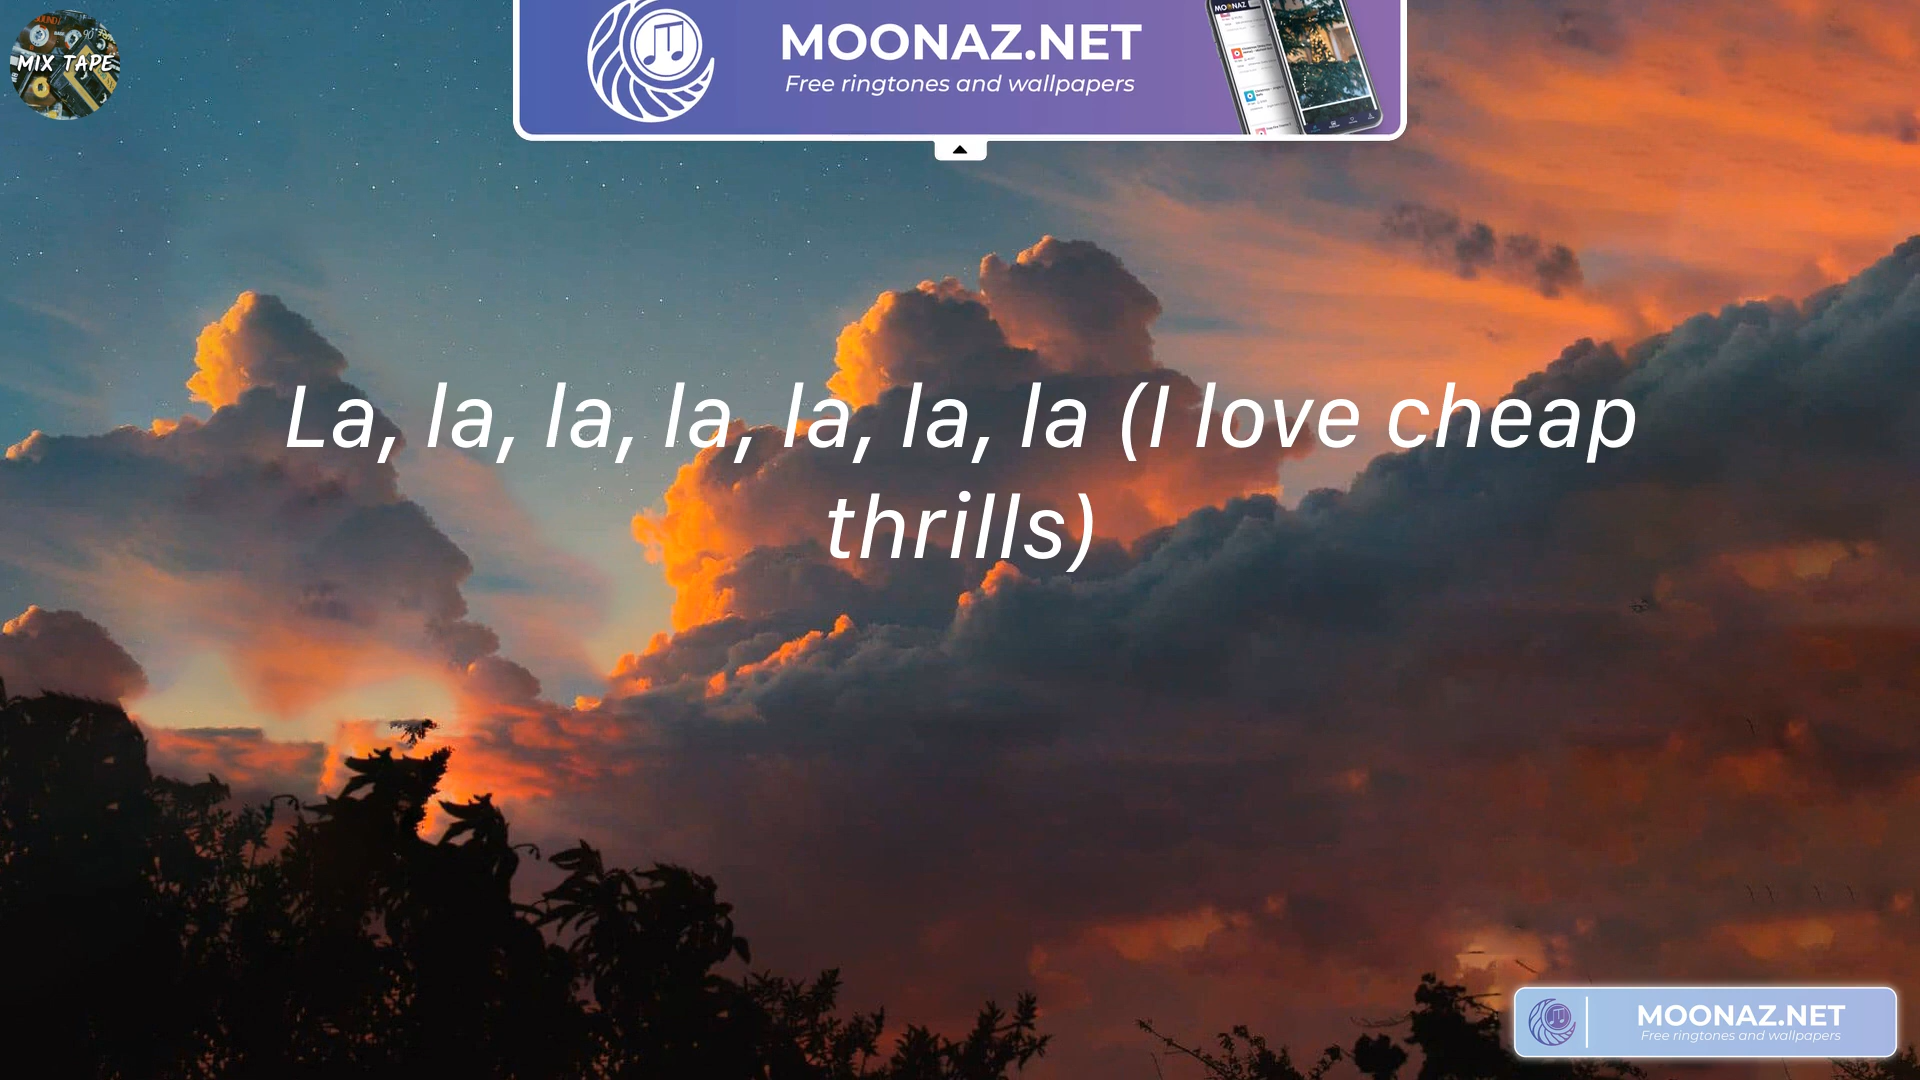 MIX TAPE
MOONAZ.NET
Free ringtones and wallpapers
La, la, la, la, la, la, la (I love cheap
thrills)
MOONAZ.NET
Free ringtones and wallpapers